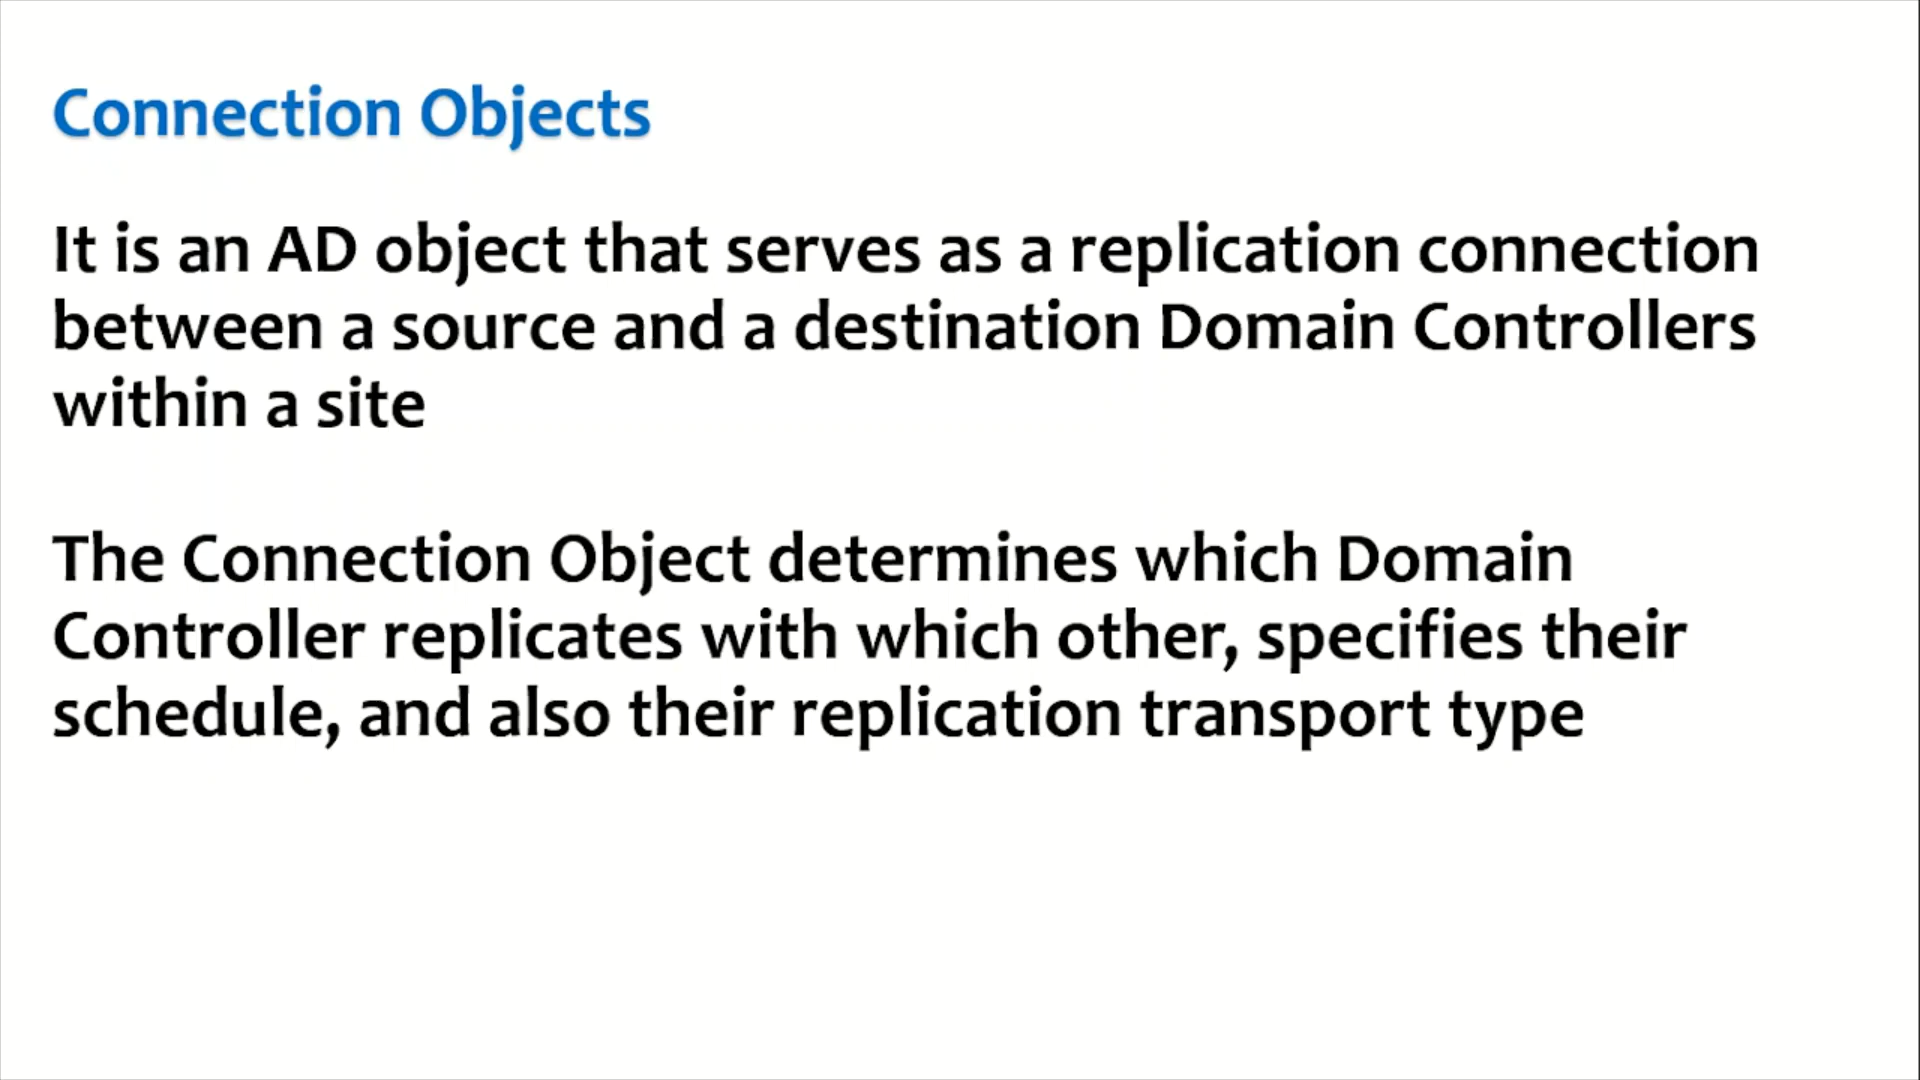 Connection Objects
It is an AD object that serves as a replication connection
between a source and a destination Domain Controllers
within a site
The Connection Object determines which Domain
Controller replicates with which other, specifies their
schedule, and also their replication transport type